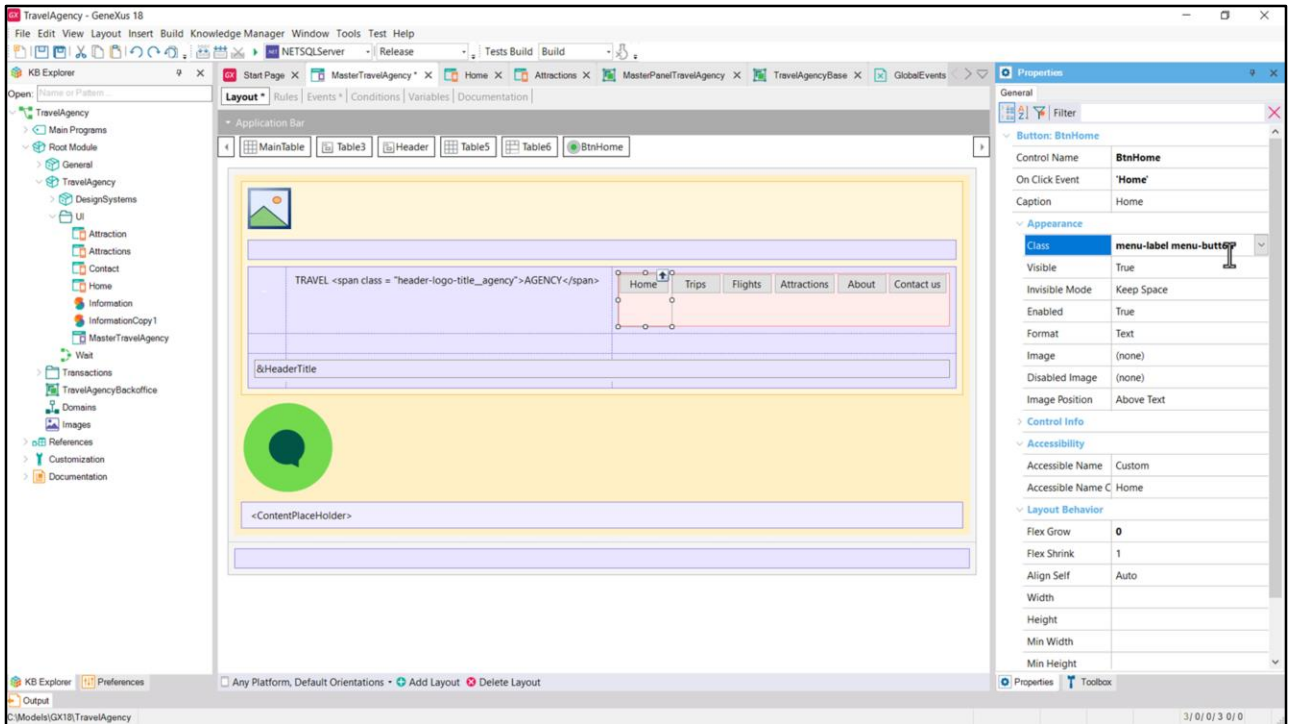 TravelAgency - GeneXus 18
File Edit View Layout Insert Build Knowledge Manager Window Tools Test Help
NETSQLServer Release Tests Build Build
KB Explorer
Open: Name or Pattern...
TravelAgency
Main Programs
Root Module
General
TravelAgency
DesignSystems
UI
Attraction
Attractions
Contact
Home
Information
InformationCopy1
MasterTravelAgency
Wait
Transactions
TravelAgencyBackoffice
Domains
Images
References
Customization
Documentation
KB Explorer Preferences
Start Page X MasterTravelAgency * X Home X Attractions X MasterPanelTravelAgency X TravelAgencyBase X GlobalEvents
Layout * Rules Events * Conditions Variables Documentation
Application Bar
MainTable Table3 Header Table5 Table6 BtnHome
TRAVEL <span class = "header-logo-title__agency">AGENCY</span>
Home Trips Flights Attractions About Contact us
&HeaderTitle
<ContentPlaceHolder>
Any Platform, Default Orientations Add Layout Delete Layout
Properties
General
Filter
Button: BtnHome
Control Name BtnHome
On Click Event 'Home'
Caption Home
Appearance
Class menu-label menu-button
Visible True
Invisible Mode Keep Space
Enabled True
Format Text
Image (none)
Disabled Image (none)
Image Position Above Text
Control Info
Accessibility
Accessible Name Custom
Accessible Name C Home
Layout Behavior
Flex Grow 0
Flex Shrink 1
Align Self Auto
Width
Height
Min Width
Min Height
Properties Toolbox
Output
C:\Models\GX18\TravelAgency
3/ 0/ 0/ 3 0/ 0